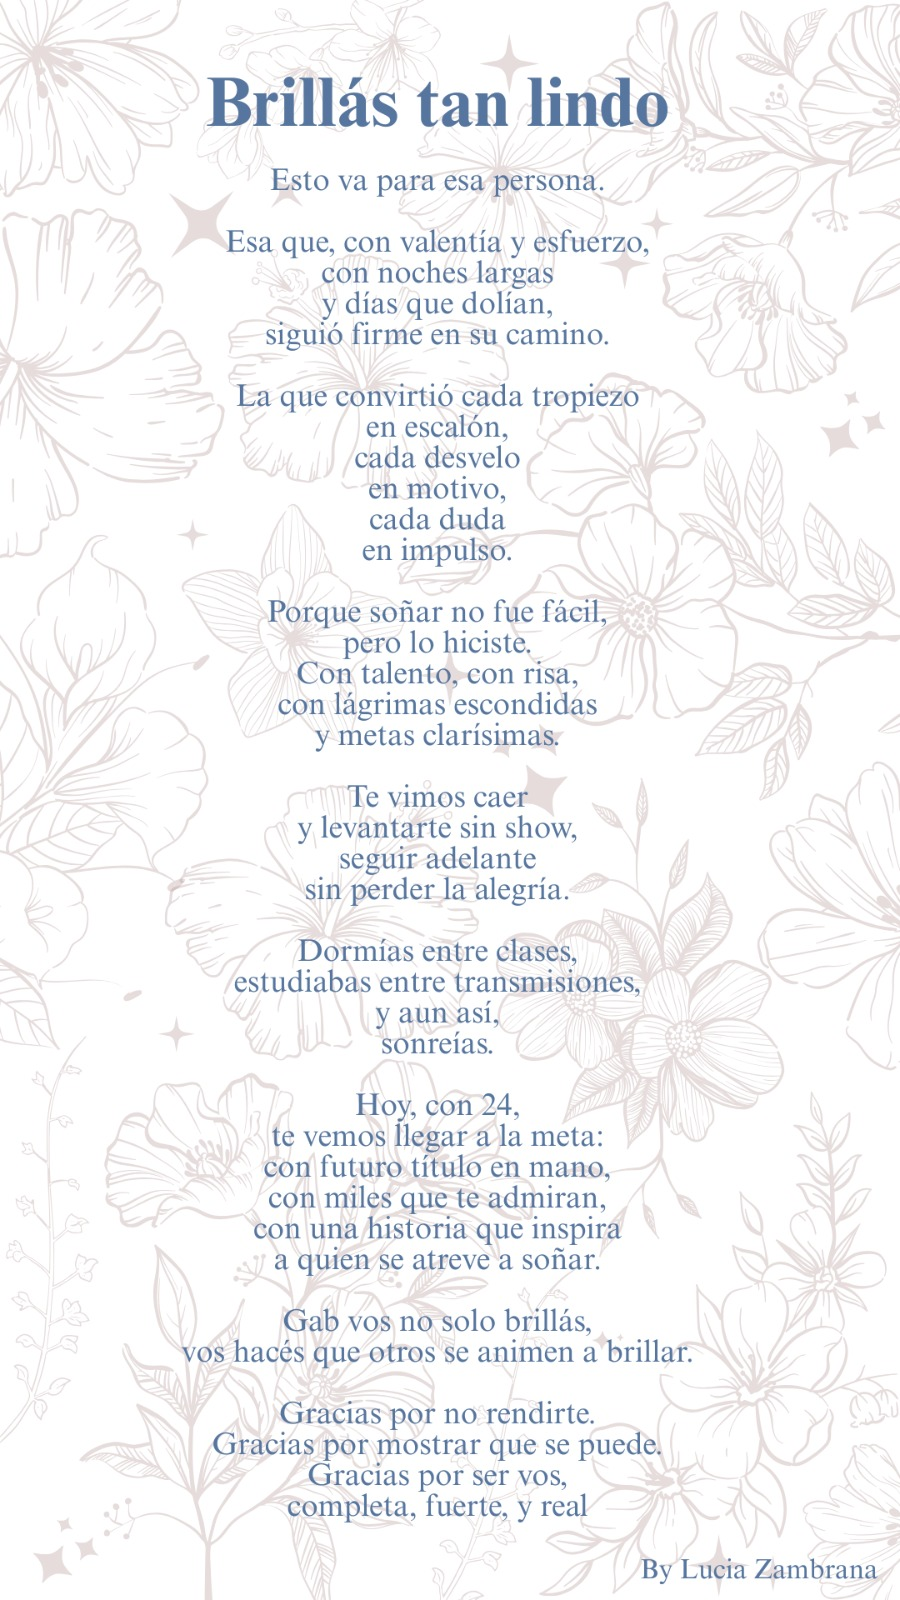 Brillás tan lindo
Esto va para esa persona.
Esa que, con valentía y esfuerzo,
con noches largas
y días que dolían,
siguió firme en su camino.
La que convirtió cada tropiezo
en escalón,
cada desvelo
en motivo,
cada duda
en impulso.
Porque soñar no fue fácil,
pero lo hiciste.
Con talento, con risa,
con lágrimas escondidas
y metas clarísimas.
Te vimos caer
y levantarte sin show,
seguir adelante
sin perder la alegría.
Dormías entre clases,
estudiabas entre transmisiones,
y aun así,
sonreías.
Hoy, con 24,
te vemos llegar a la meta:
con futuro título en mano,
con miles que te admiran,
con una historia que inspira
a quien se atreve a soñar.
Gab vos no solo brillás,
vos hacés que otros se animen a brillar.
Gracias por no rendirte.
Gracias por mostrar que se puede.
Gracias por ser vos,
completa, fuerte, y real
By Lucia Zambrana